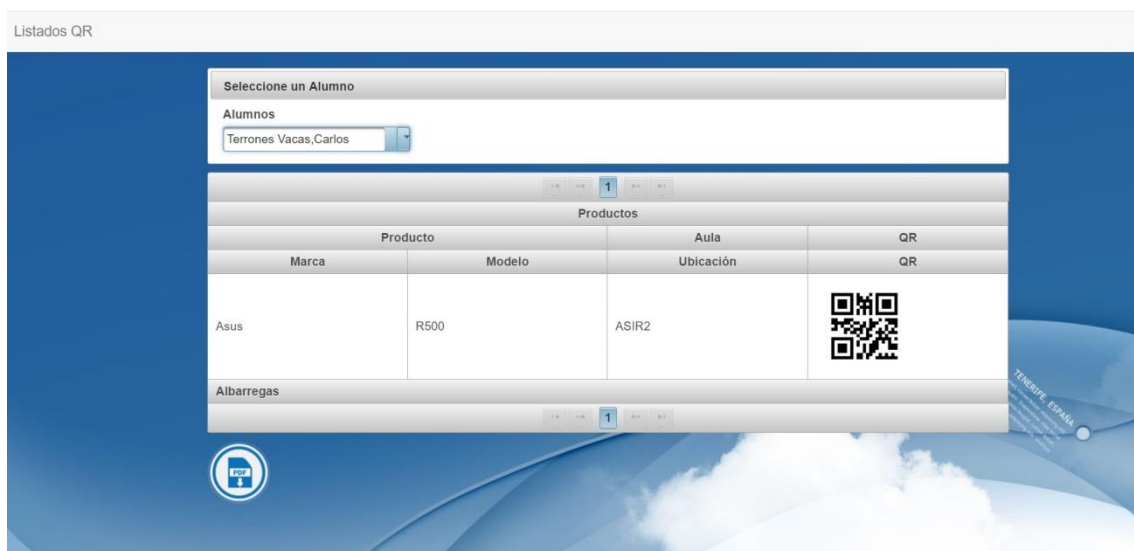 Listados QR
Seleccione un Alumno
Alumnos
Terrones Vacas,Carlos
1
Productos
Producto Aula QR
Marca Modelo Ubicación QR
Asus R500 ASIR2
Albarregas
1
TENERIFE, ESPAÑA
PDF